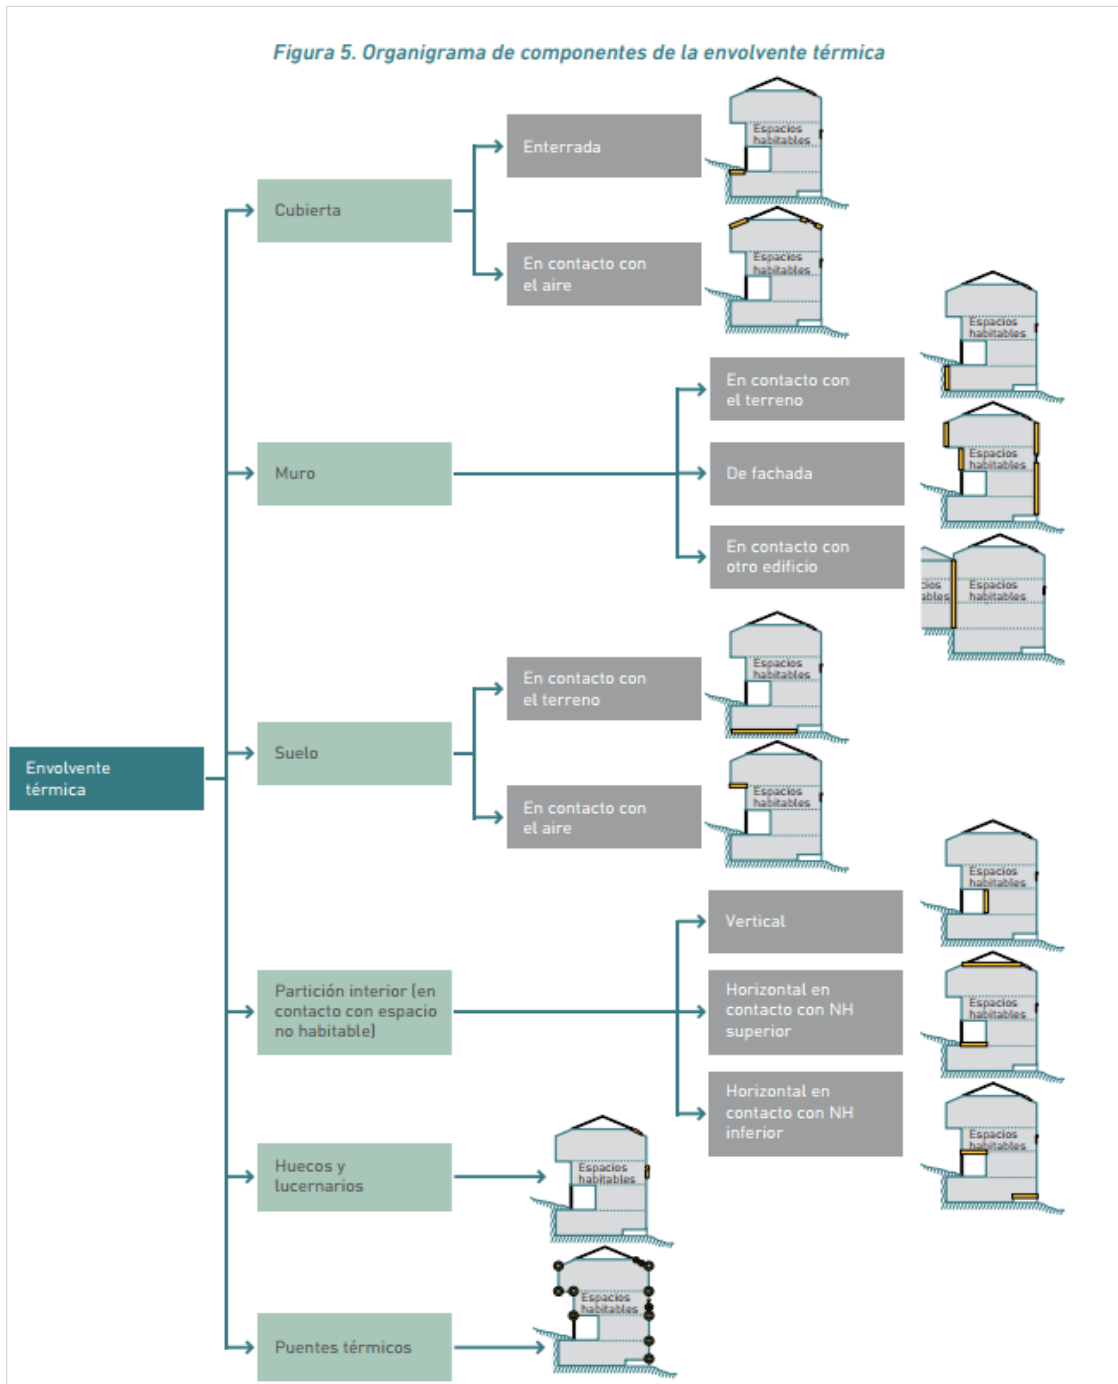 Figura 5. Organigrama de componentes de la envolvente térmica
Enterrada
Espacios
habitables
Cubierta
En contacto con
el aire
Espacios
habitables
En contacto con
el terreno
Espacios
habitables
Muro
De fachada
Espacios
habitables
En contacto con
otro edificio
cios
ables
Espacios
habitables
En contacto con
el terreno
Espacios
habitables
Suelo
Envolvente
térmica
En contacto con
el aire
Espacios
habitables
Vertical
Espacios
habitables
Partición interior (en
contacto con espacio
no habitable)
Horizontal en
contacto con NH
superior
Espacios
habitables
Horizontal en
contacto con NH
inferior
Espacios
habitables
Huecos y
lucernarios
Espacios
habitables
Puentes térmicos
Espacios
habitables